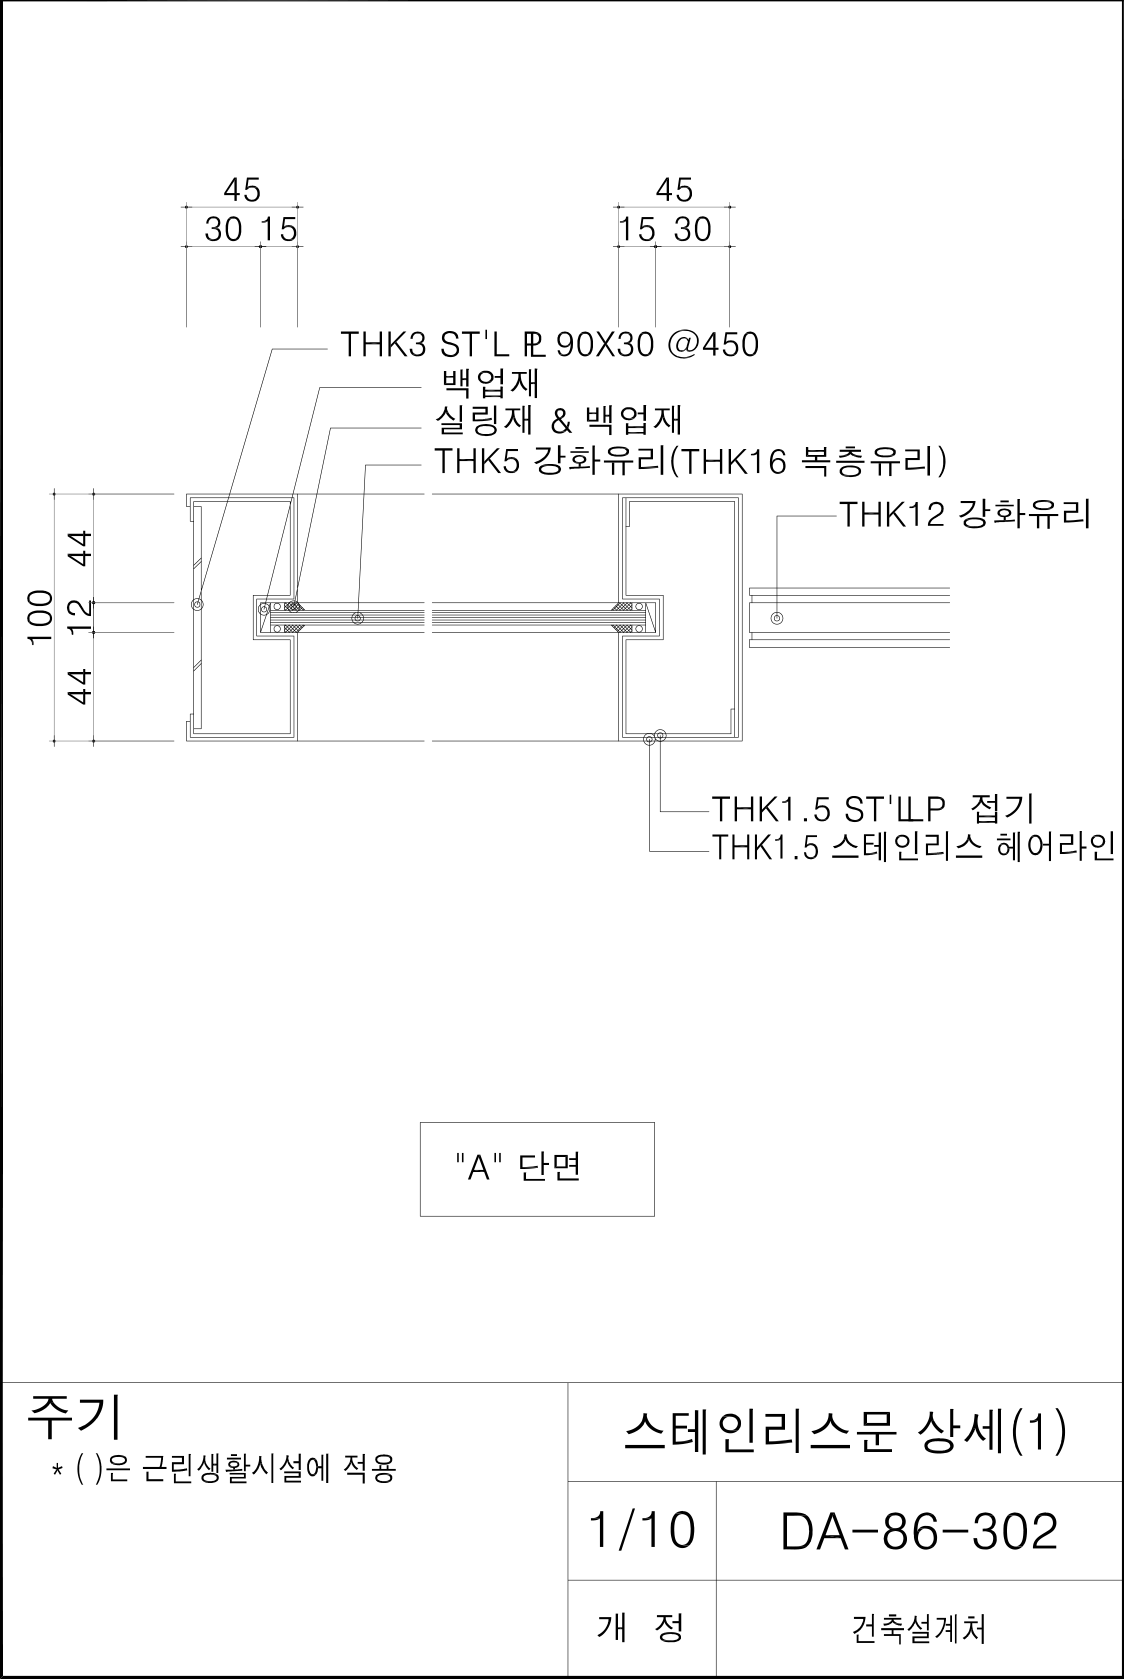 45
45
30 15
15 30
THK3 ST'L PL 90X30 @450
백업재
실링재 & 백업재
THK5 강화유리(THK16 복층유리)
THK12 강화유리
44
100
12
44
THK1.5 ST'LLP 접기
THK1.5 스테인리스 헤어라인
"A" 단면
주기
* ( )은 근린생활시설에 적용
스테인리스문 상세(1)
1/10
DA-86-302
개 정
건축설계처